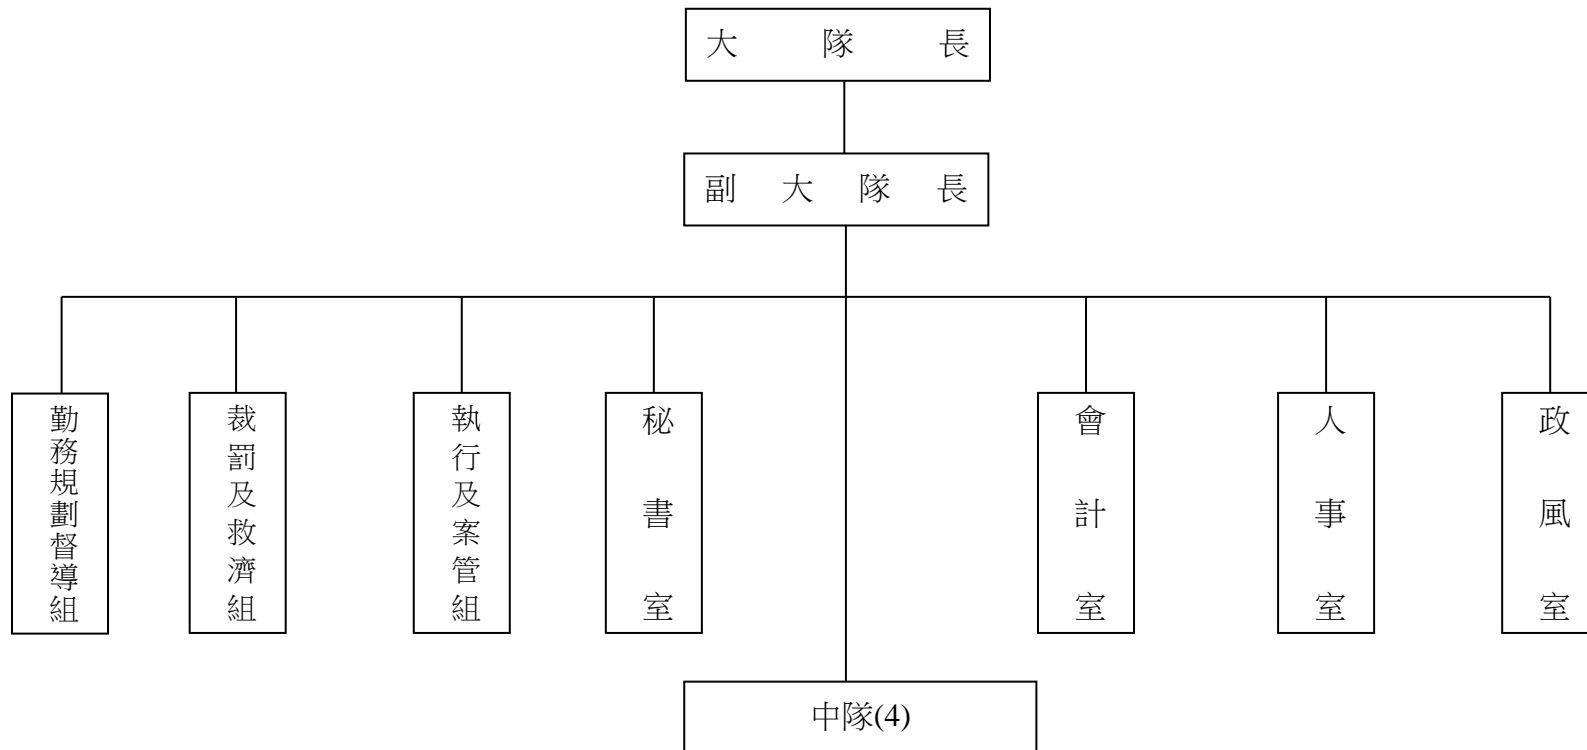 大隊長
副大隊長
勤務規劃督導組
裁罰及救濟組
執行及案管組
秘書室
會計室
人事室
政風室
中隊(4)